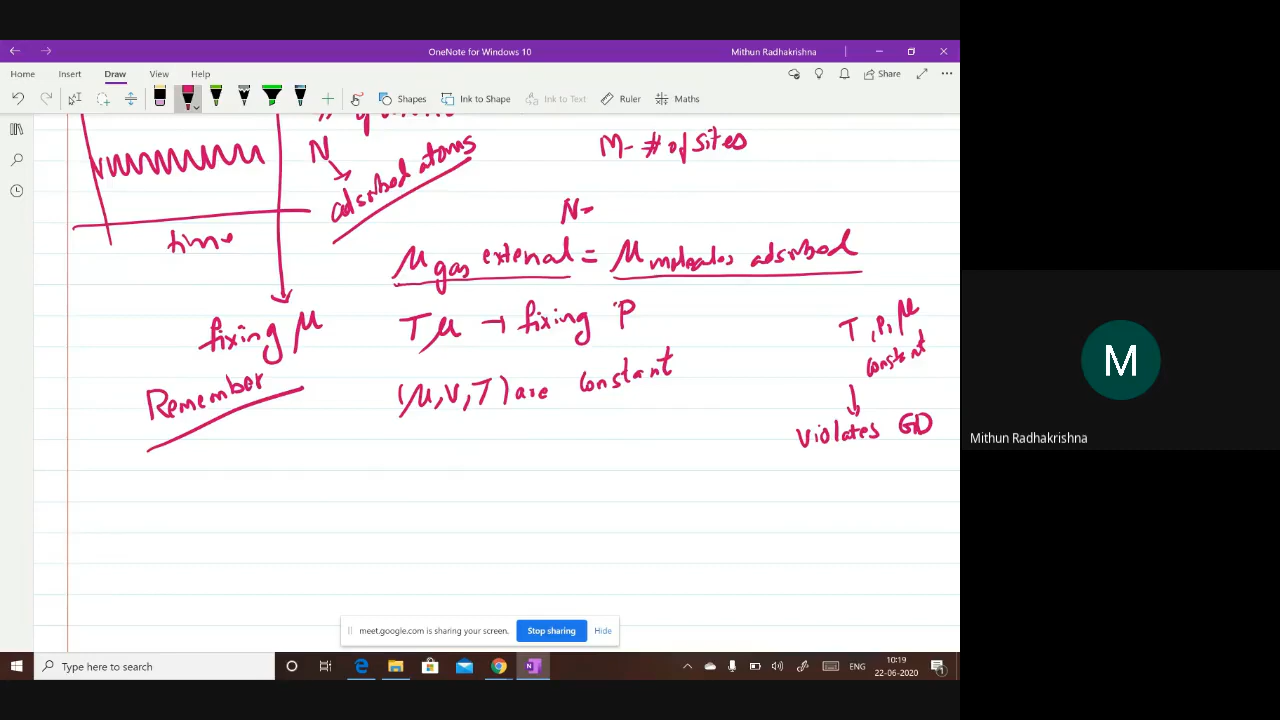 OneNote for Windows 10
Mithun Radhakrishna
Home
Insert
Draw
View
Help
Share
Shapes
Ink to Shape
Ink to Text
Ruler
Maths
N
adsorbed atoms
M- # of sites
time
N=
μ gas external = μ molecules adsorbed
fixing μ
Remember
Tμ → fixing P
(μ, V, T) are constant
T, P, μ
constant
violates GD
Mithun Radhakrishna
M
meet.google.com is sharing your screen.
Stop sharing
Hide
Type here to search
ENG
10:19
22-06-2020